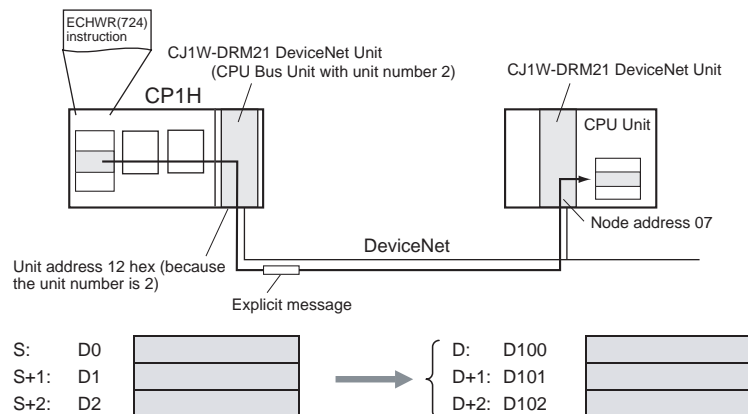 ECHWR(724)
instruction
CJ1W-DRM21 DeviceNet Unit
(CPU Bus Unit with unit number 2)
CJ1W-DRM21 DeviceNet Unit
CP1H
CPU Unit
Node address 07
DeviceNet
Unit address 12 hex (because
the unit number is 2)
Explicit message
S: D0
D: D100
S+1: D1
D+1: D101
S+2: D2
D+2: D102